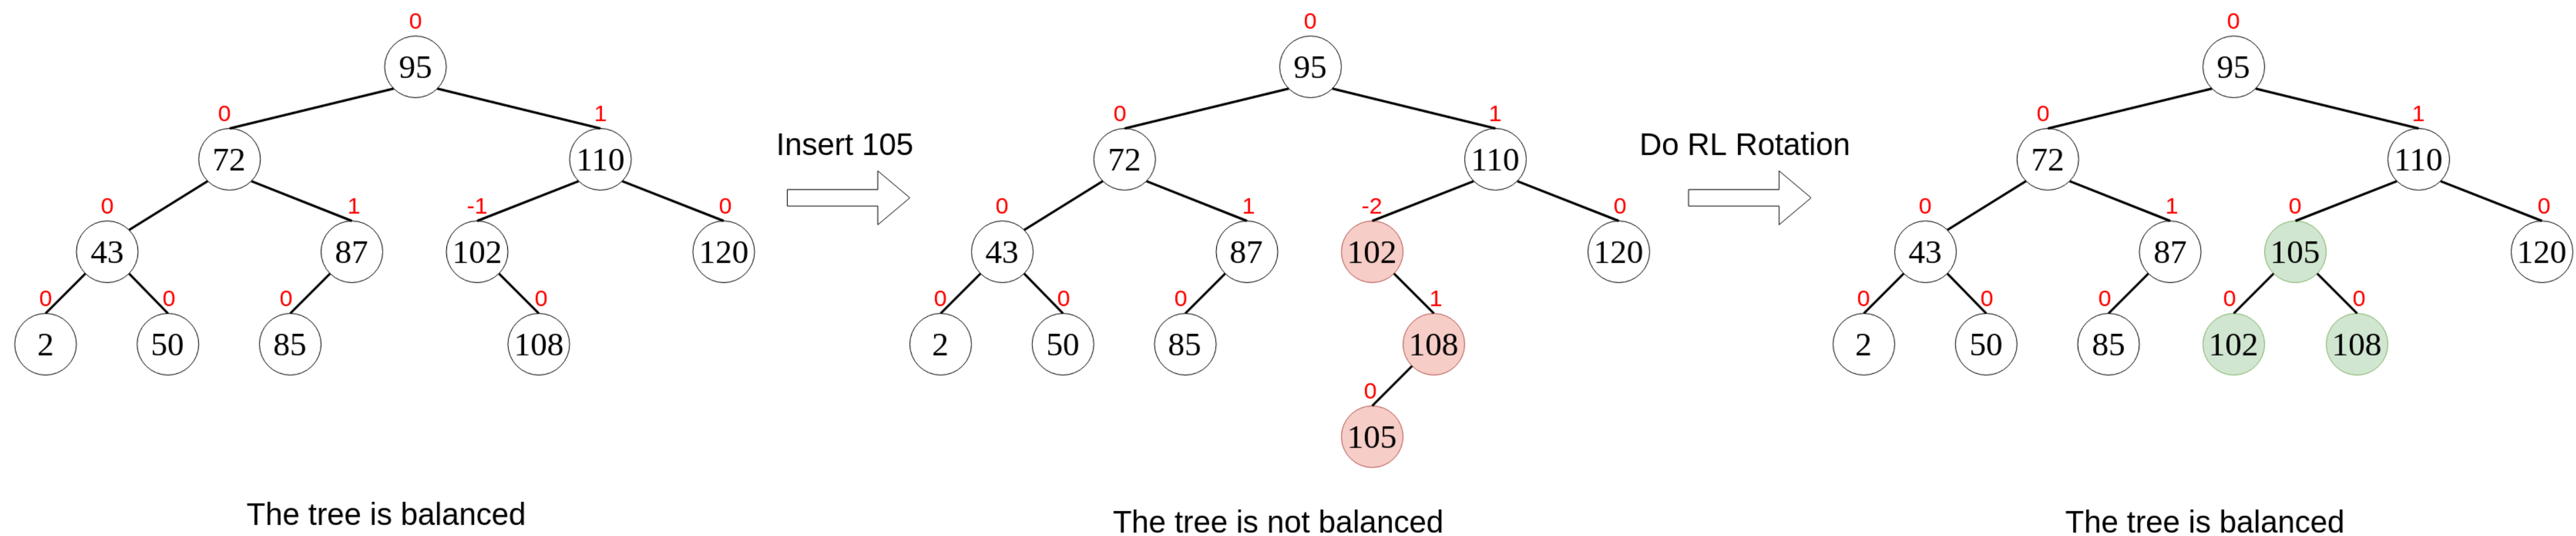 0 0 0
95 95 95
0 1 0 1 0 1
Insert 105 Do RL Rotation
72 110 72 110 72 110
0 1 -1 0 0 1 -2 0 0 1 0 0
43 87 102 120 43 87 102 120 43 87 105 120
0 0 0 0 0 0 0 1 0 0 0 0 0
2 50 85 108 2 50 85 108 2 50 85 102 108
0
105
The tree is balanced The tree is not balanced The tree is balanced